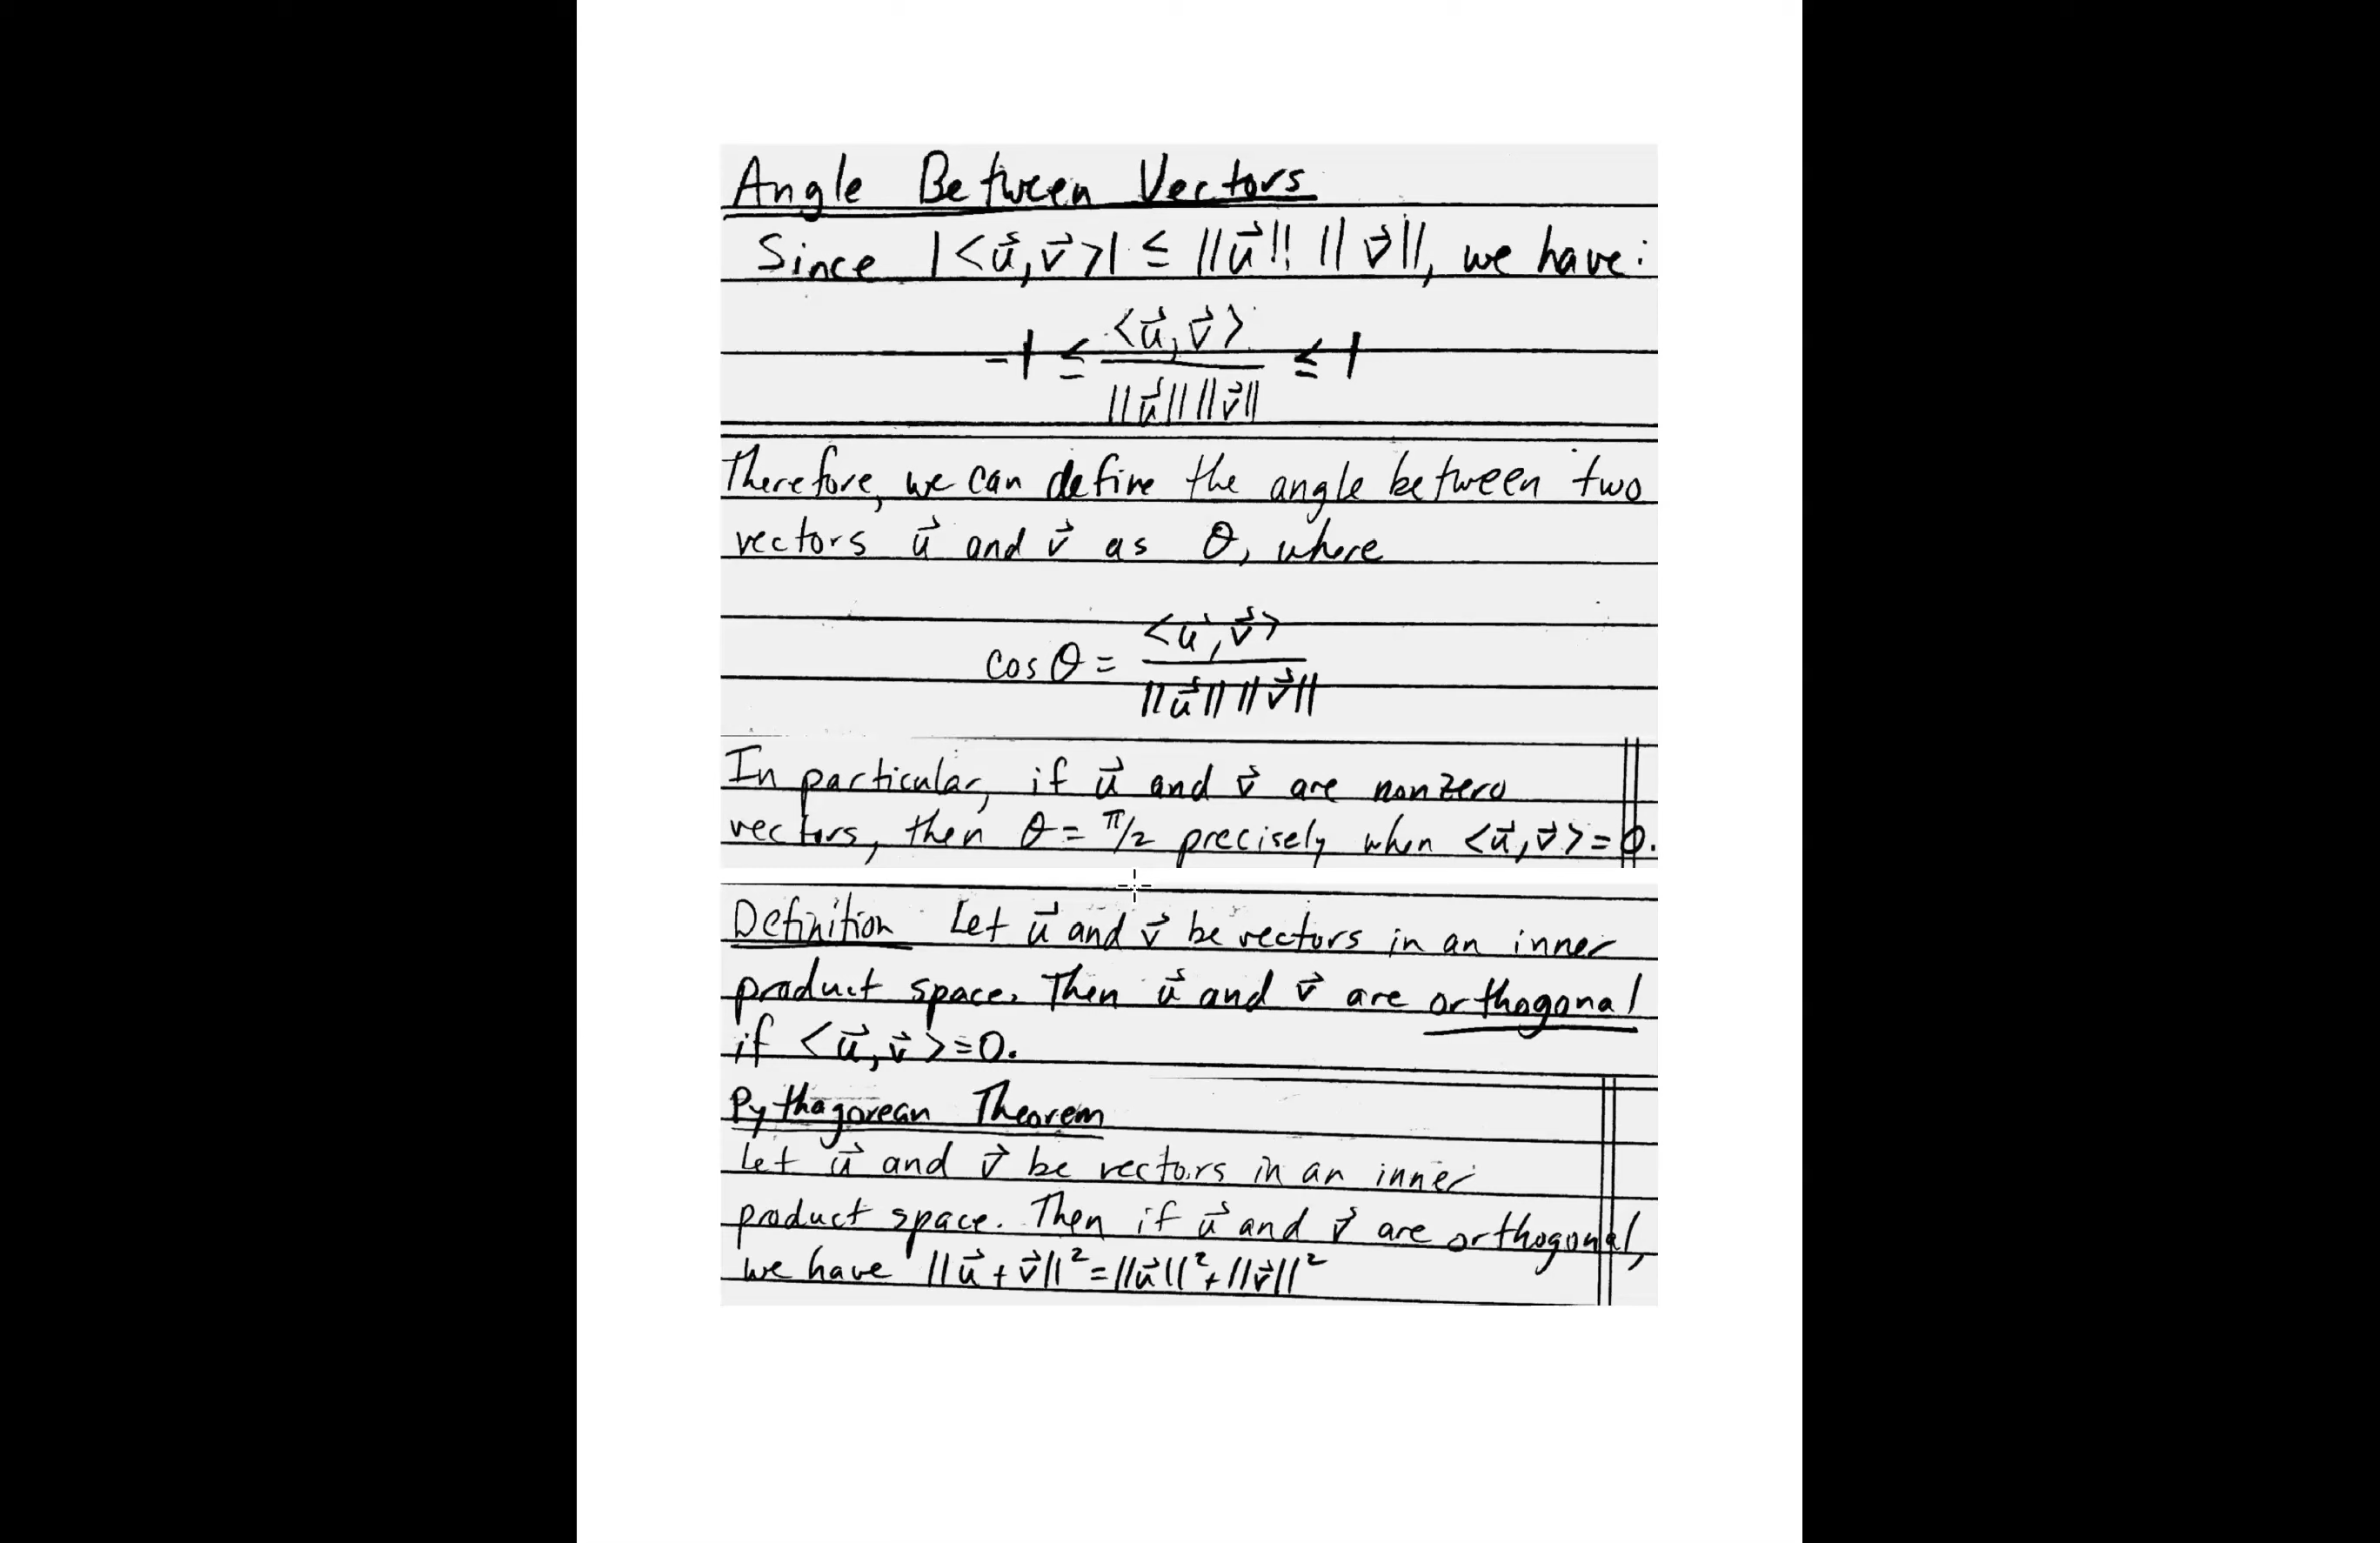 Angle Between Vectors
Since |<u⃗,v⃗>| ≤ ||u⃗|| ||v⃗||, we have:
-1 ≤ <u⃗,v⃗> / ||u⃗|| ||v⃗|| ≤ 1
Therefore, we can define the angle between two
vectors u⃗ and v⃗ as θ, where
cos θ = <u⃗,v⃗> / ||u⃗|| ||v⃗||
In particular, if u⃗ and v⃗ are nonzero
vectors, then θ = π/2 precisely when <u⃗,v⃗> = 0.
Definition Let u⃗ and v⃗ be vectors in an inner
product space. Then u⃗ and v⃗ are orthogonal
if <u⃗,v⃗> = 0.
Pythagorean Theorem
Let u⃗ and v⃗ be vectors in an inner
product space. Then if u⃗ and v⃗ are orthogonal,
we have ||u⃗ + v⃗||² = ||u⃗||² + ||v⃗||²